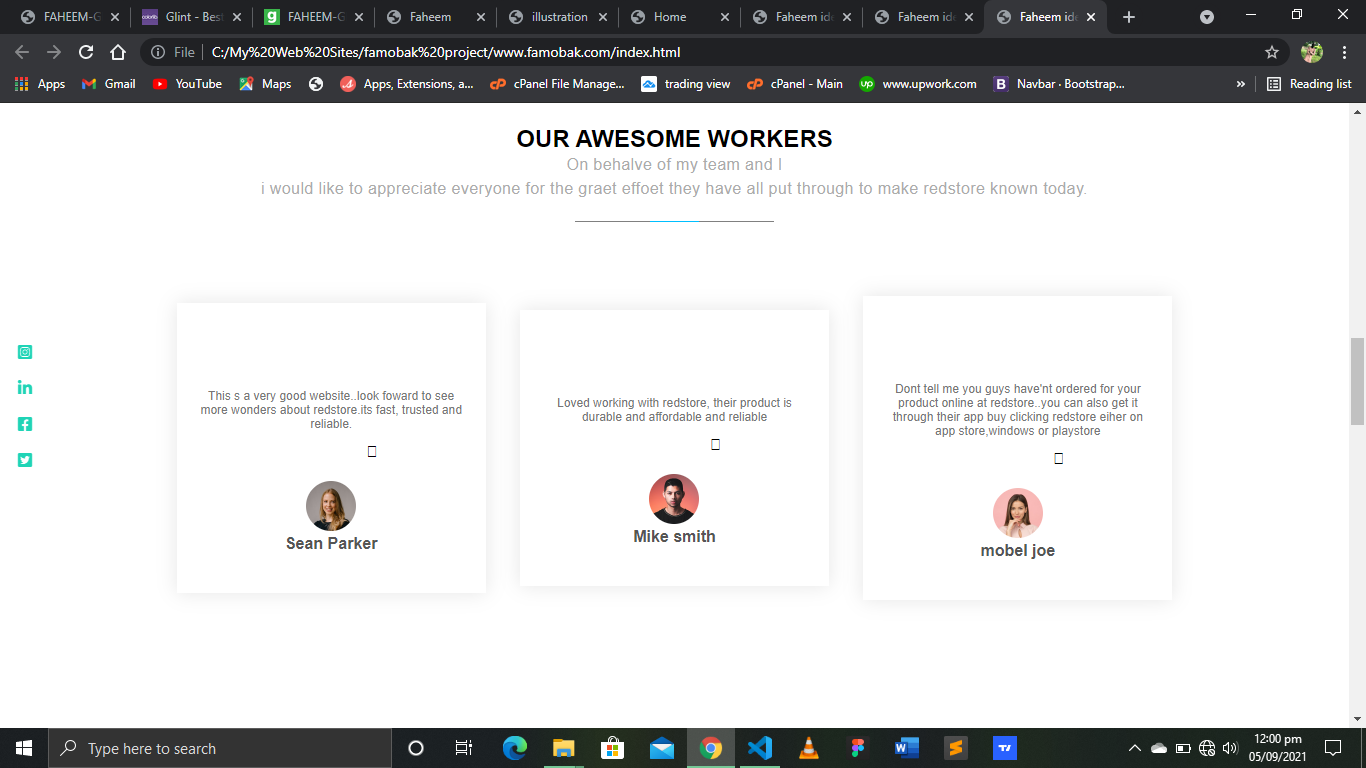 FAHEEM-G
Glint - Bes
FAHEEM-G
Faheem
illustration
Home
Faheem ide
Faheem ide
Faheem ide
File
C:/My%20Web%20Sites/famobak%20project/www.famobak.com/index.html
Apps
Gmail
YouTube
Maps
Apps, Extensions, a...
cPanel File Manage...
trading view
cPanel - Main
www.upwork.com
Navbar · Bootstrap...
»
Reading list
OUR AWESOME WORKERS
On behalve of my team and I
i would like to appreciate everyone for the graet effoet they have all put through to make redstore known today.
This s a very good website..look foward to see
more wonders about redstore.its fast, trusted and
reliable.
Sean Parker
Loved working with redstore, their product is
durable and affordable and reliable
Mike smith
Dont tell me you guys have'nt ordered for your
product online at redstore..you can also get it
through their app buy clicking redstore eiher on
app store,windows or playstore
mobel joe
Type here to search
12:00 pm
05/09/2021